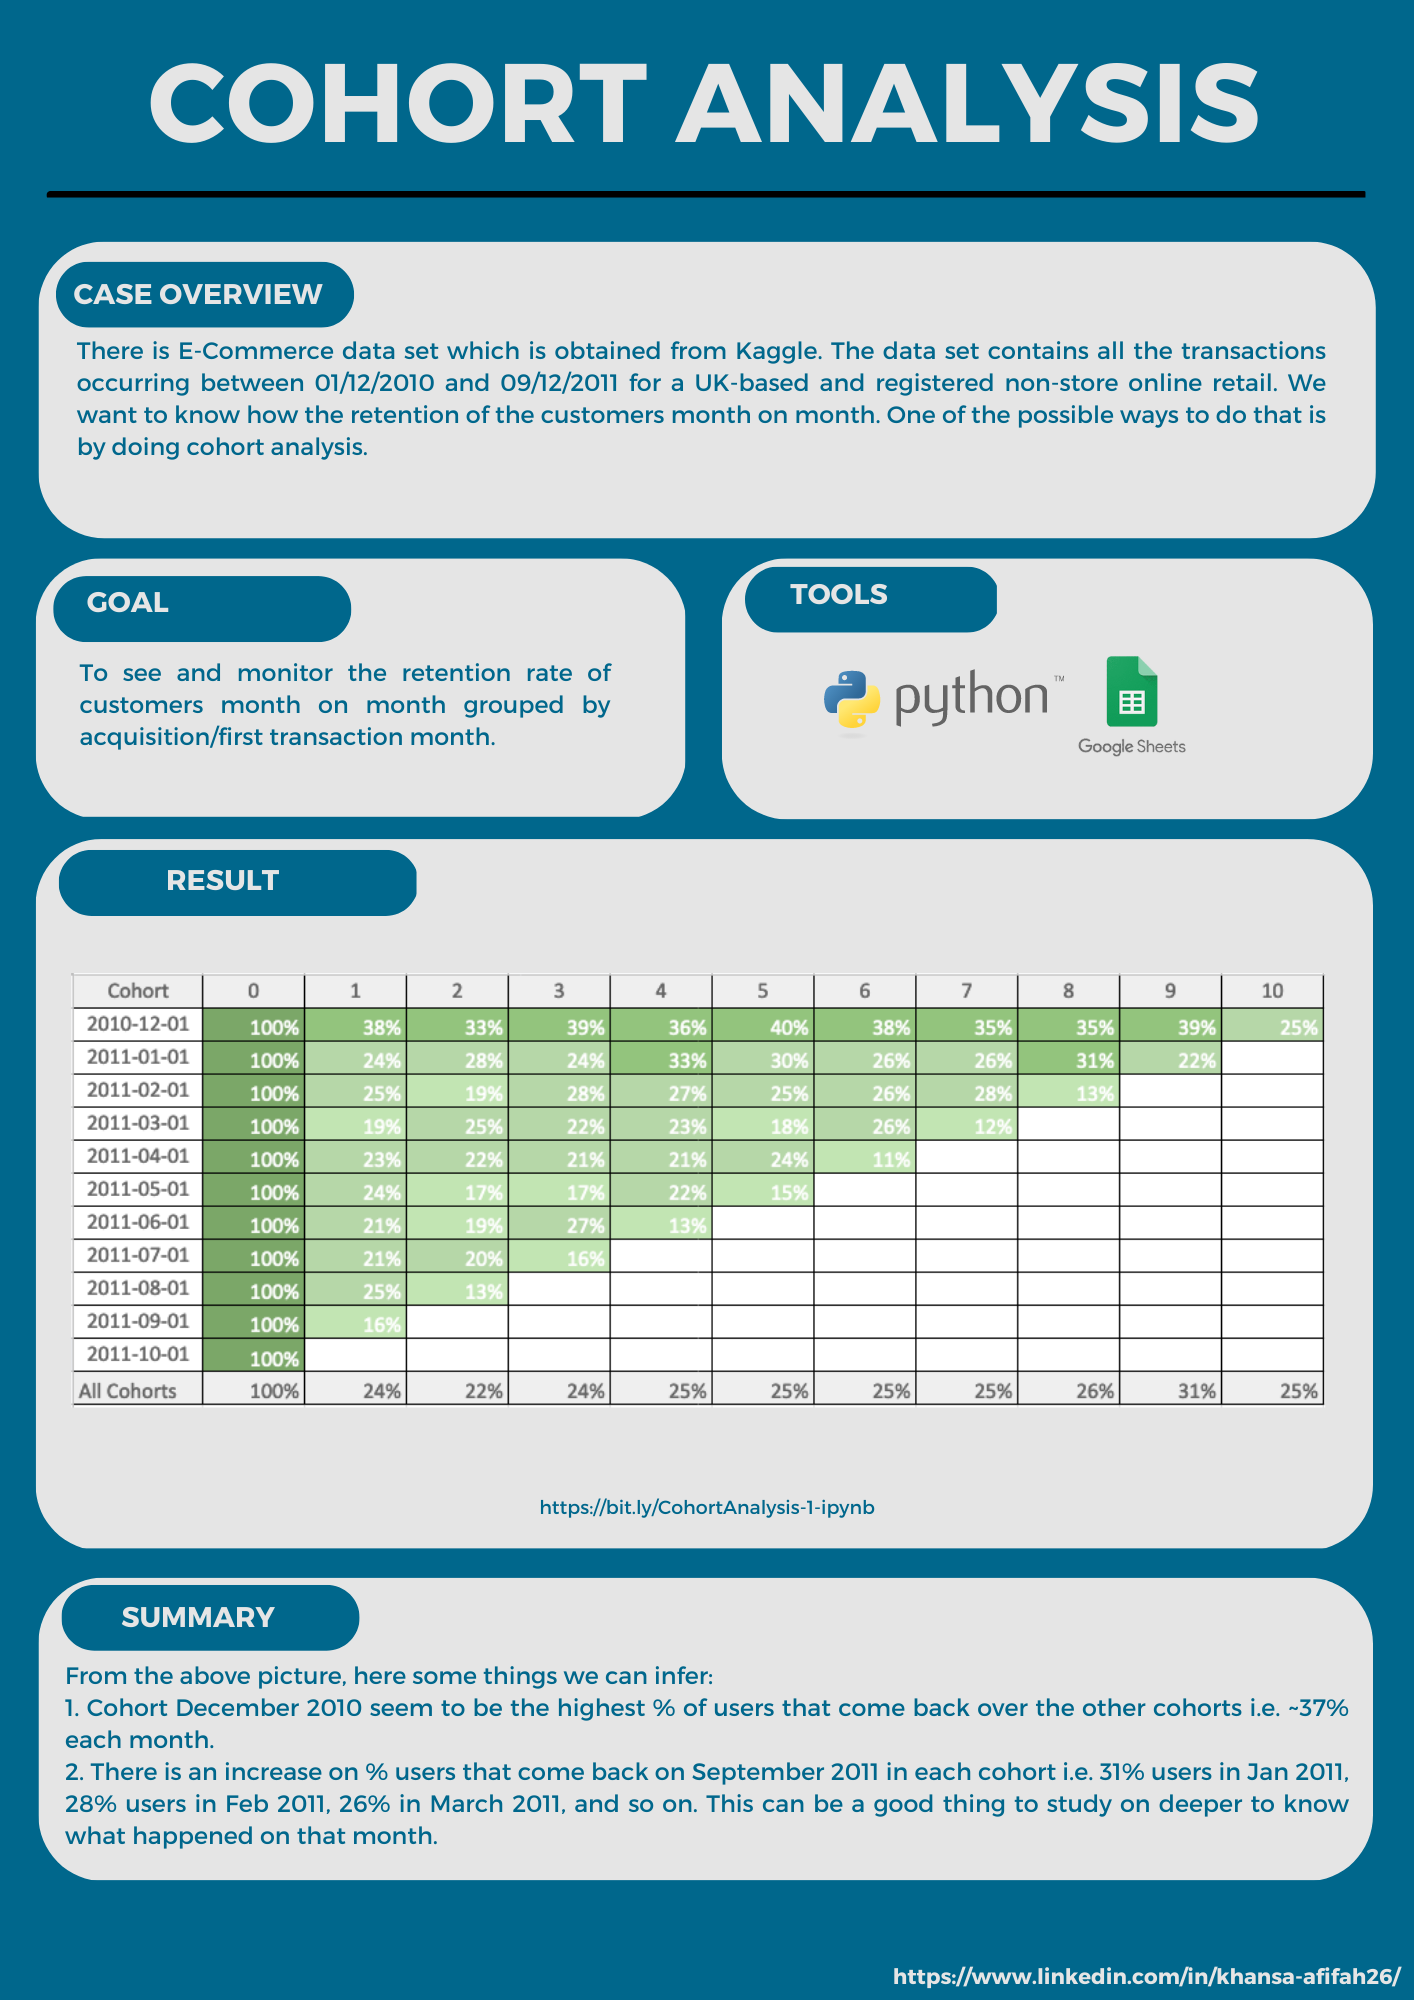 COHORT ANALYSIS
CASE OVERVIEW
There is E-Commerce data set which is obtained from Kaggle. The data set contains all the transactions
occurring between 01/12/2010 and 09/12/2011 for a UK-based and registered non-store online retail. We
want to know how the retention of the customers month on month. One of the possible ways to do that is
by doing cohort analysis.
GOAL
To see and monitor the retention rate of
customers month on month grouped by
acquisition/first transaction month.
TOOLS
python™
Google Sheets
RESULT
Cohort 0 1 2 3 4 5 6 7 8 9 10
2010-12-01 100% 38% 33% 39% 36% 40% 38% 35% 35% 39% 25%
2011-01-01 100% 24% 28% 24% 33% 30% 26% 26% 31% 22%
2011-02-01 100% 25% 19% 28% 27% 25% 26% 28% 13%
2011-03-01 100% 19% 25% 22% 23% 18% 26% 12%
2011-04-01 100% 23% 22% 21% 21% 24% 11%
2011-05-01 100% 24% 17% 17% 22% 15%
2011-06-01 100% 21% 19% 27% 13%
2011-07-01 100% 21% 20% 16%
2011-08-01 100% 25% 13%
2011-09-01 100% 16%
2011-10-01 100%
All Cohorts 100% 24% 22% 24% 25% 25% 25% 25% 26% 31% 25%
https://bit.ly/CohortAnalysis-1-ipynb
SUMMARY
From the above picture, here some things we can infer:
1. Cohort December 2010 seem to be the highest % of users that come back over the other cohorts i.e. ~37%
each month.
2. There is an increase on % users that come back on September 2011 in each cohort i.e. 31% users in Jan 2011,
28% users in Feb 2011, 26% in March 2011, and so on. This can be a good thing to study on deeper to know
what happened on that month.
https://www.linkedin.com/in/khansa-afifah26/